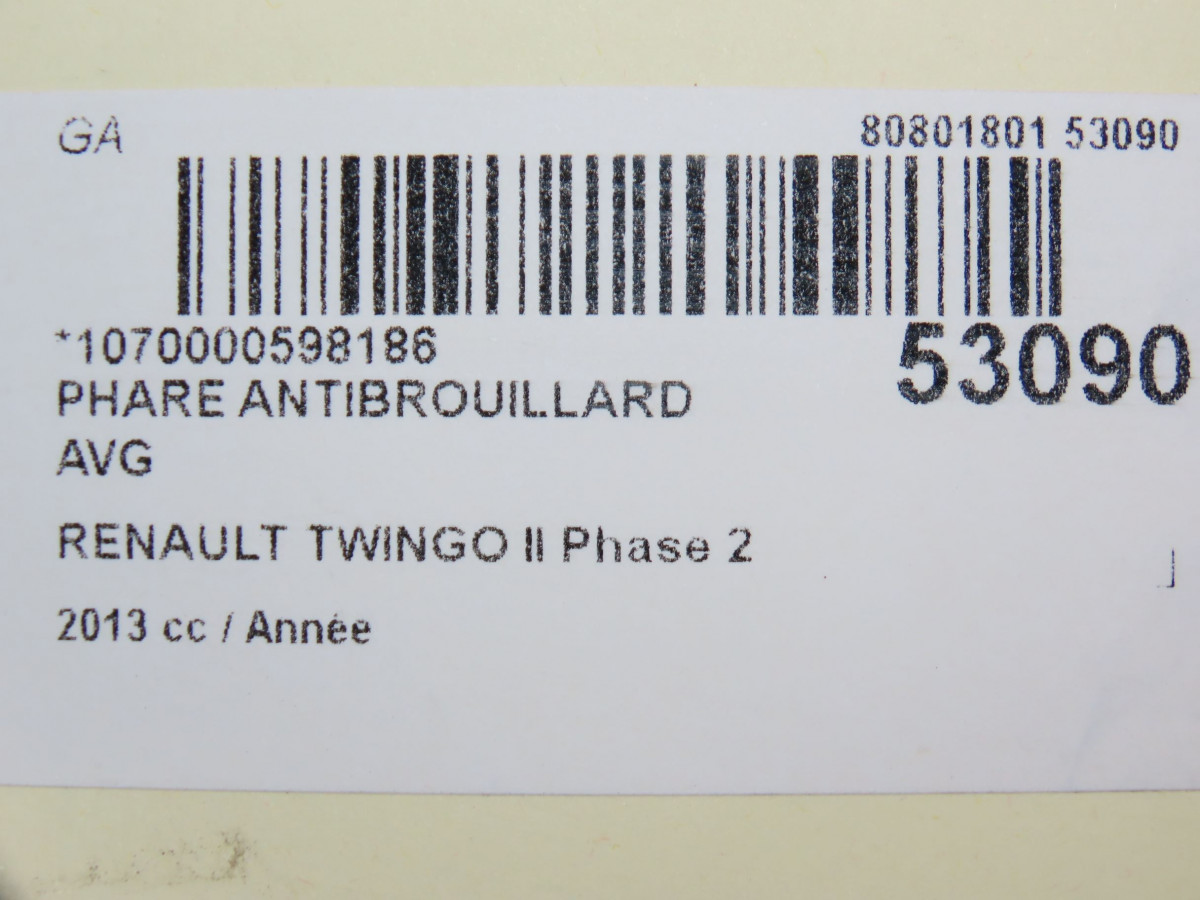 GA
80801801 53090
*1070000598186
53090
PHARE ANTIBROUILLARD
AVG
RENAULT TWINGO II Phase 2
2013 cc / Année